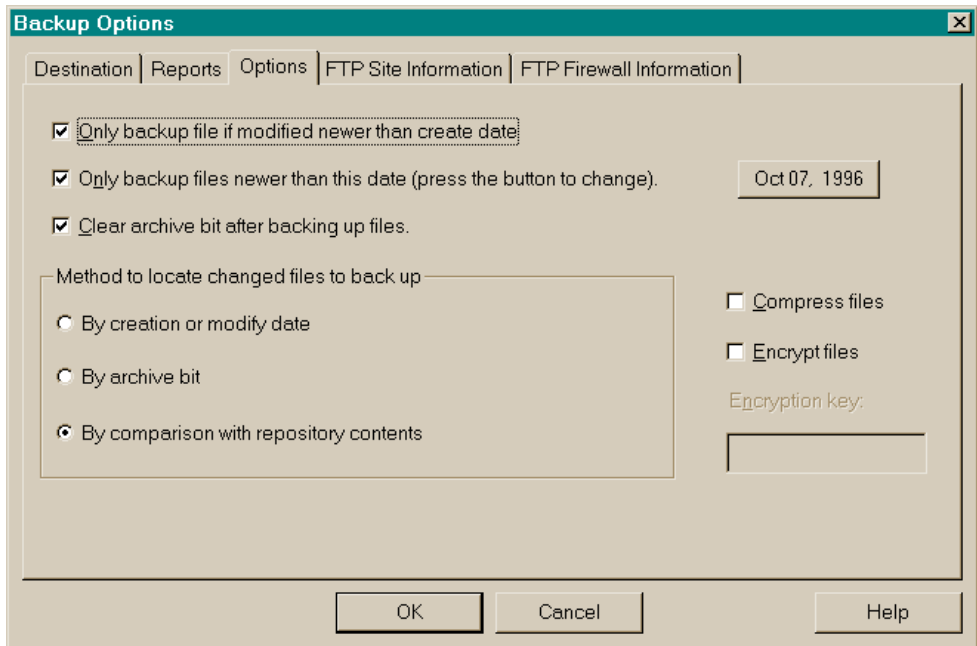 Backup Options
Destination Reports Options FTP Site Information FTP Firewall Information
Only backup file if modified newer than create date
Only backup files newer than this date (press the button to change). Oct 07, 1996
Clear archive bit after backing up files.
Method to locate changed files to back up
By creation or modify date
Compress files
By archive bit
Encrypt files
By comparison with repository contents
Encryption key:
OK Cancel Help